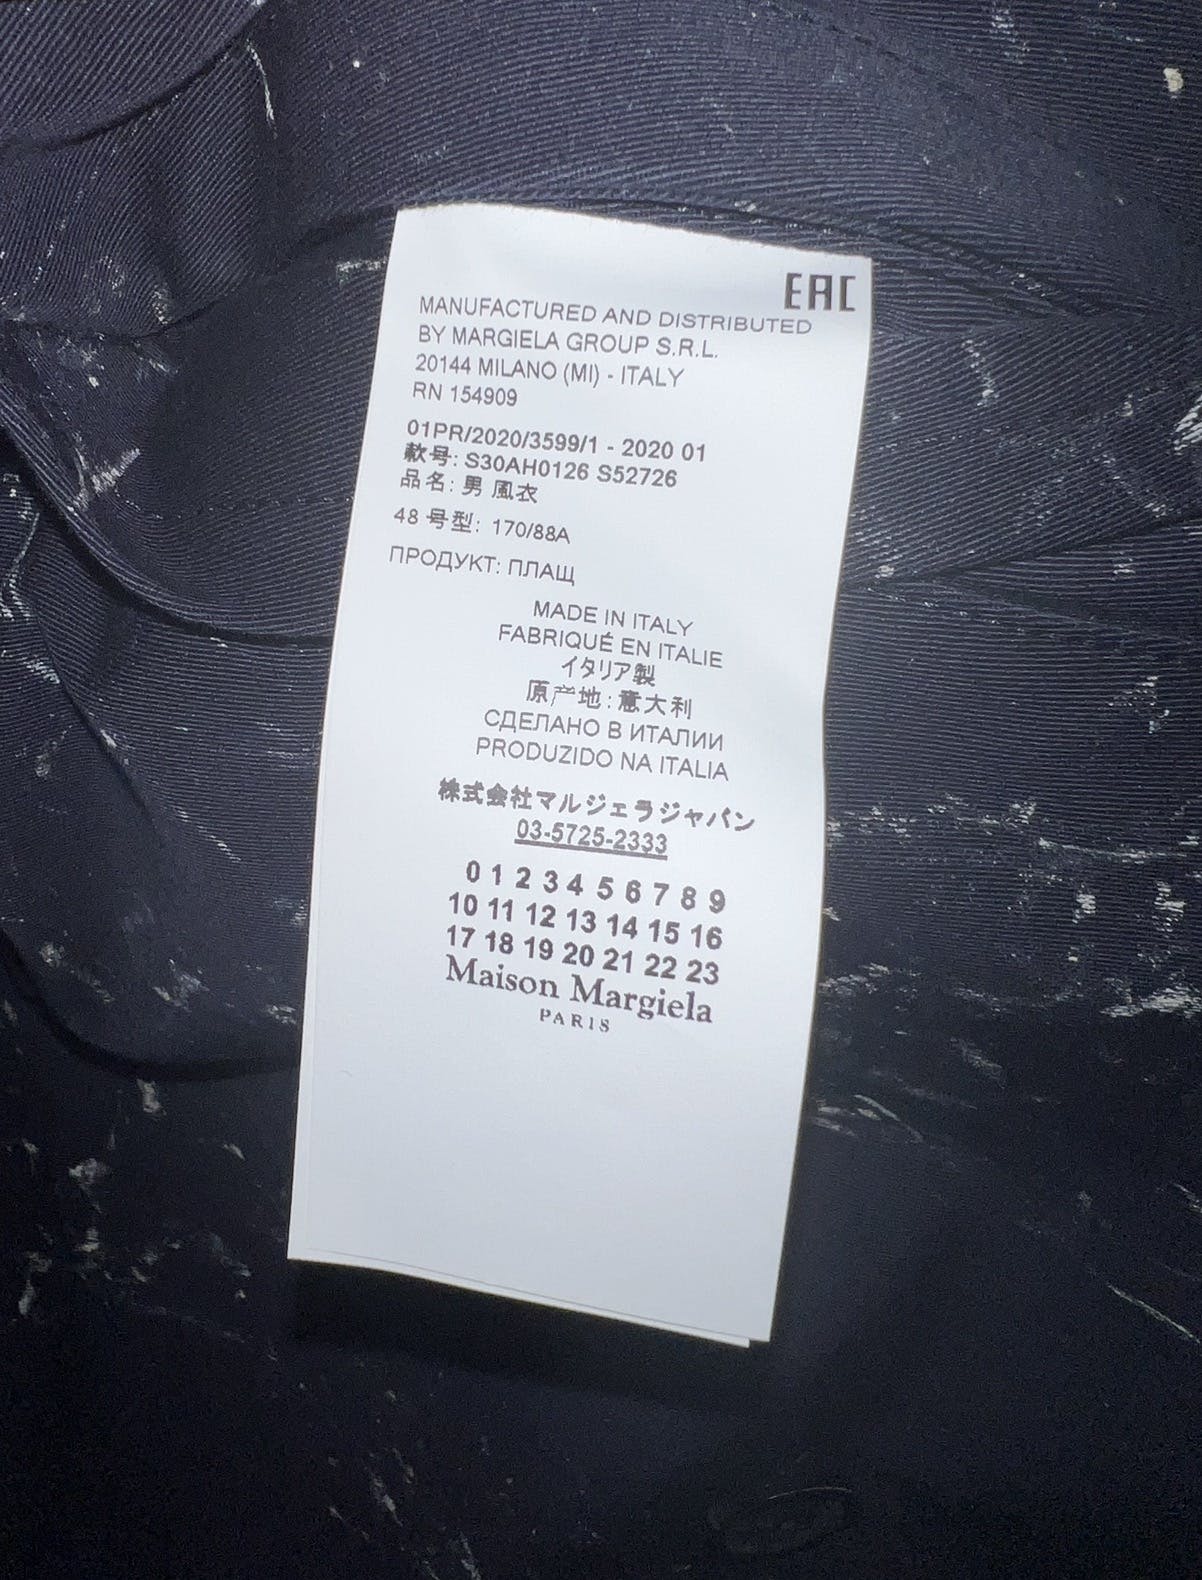 EAC
MANUFACTURED AND DISTRIBUTED
BY MARGIELA GROUP S.R.L.
20144 MILANO (MI) - ITALY
RN 154909
01PR/2020/3599/1 - 2020 01
款号: S30AH0126 S52726
品名: 男 風衣
48 号型: 170/88A
ПРОДУКТ: ПЛАЩ
MADE IN ITALY
FABRIQUÉ EN ITALIE
イタリア製
原产地: 意大利
СДЕЛАНО В ИТАЛИИ
PRODUZIDO NA ITALIA
株式会社マルジェラジャパン
03-5725-2333
0 1 2 3 4 5 6 7 8 9
10 11 12 13 14 15 16
17 18 19 20 21 22 23
Maison Margiela
PARIS